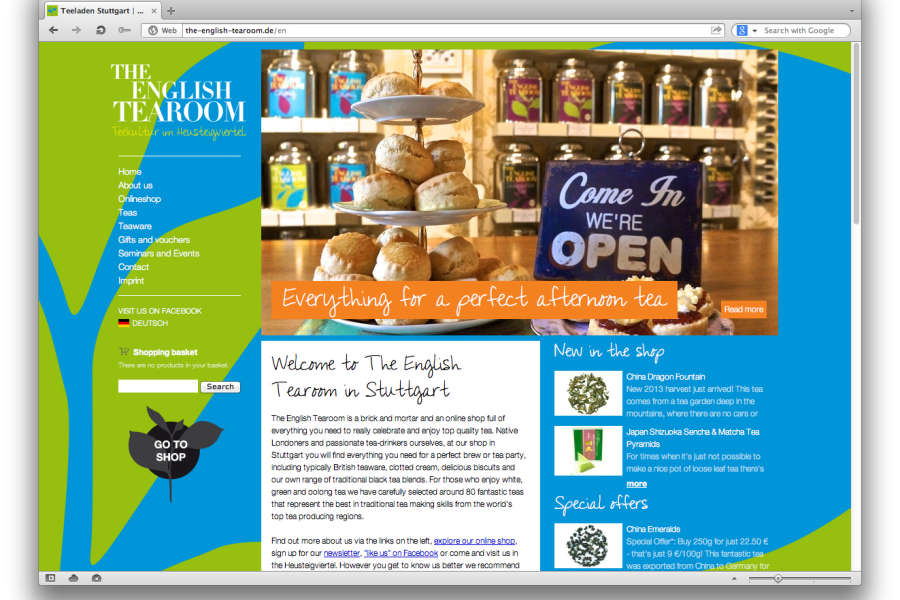 Teeladen Stuttgart | ...
Web
the-english-tearoom.de/en
Search with Google
THE
ENGLISH
TEAROOM
Teekultur im Heusteigviertel
Home
About us
Onlineshop
Teas
Teaware
Gifts and vouchers
Seminars and Events
Contact
Imprint
VISIT US ON FACEBOOK
DEUTSCH
Shopping basket
There are no products in your basket.
Search
GO TO
SHOP
Come In
WE'RE
OPEN
Everything for a perfect afternoon tea
Read more
Welcome to The English
Tearoom in Stuttgart
The English Tearoom is a brick and mortar and an online shop full of
everything you need to really celebrate and enjoy top quality tea. Native
Londoners and passionate tea-drinkers ourselves, at our shop in
Stuttgart you will find everything you need for a perfect brew or tea party,
including typically British teaware, clotted cream, delicious biscuits and
our own range of traditional black tea blends. For those who enjoy white,
green and oolong tea we have carefully selected around 80 fantastic teas
that represent the best in traditional tea making skills from the world's
top tea producing regions.
Find out more about us via the links on the left, explore our online shop,
sign up for our newsletter, "like us" on Facebook or come and visit us in
the Heusteigviertel. However you get to know us better we recommend
New in the shop
China Dragon Fountain
New 2013 harvest just arrived! This tea
comes from a tea garden deep in the
mountains, where there are no cars or
Japan Shizuoka Sencha & Matcha Tea
Pyramids
For times when it's just not possible to
make a nice pot of loose leaf tea there's
more
Special offers
China Emeralds
Special Offer*: Buy 250g for just 22.50 €
- that's just 9 €/100g! This fantastic tea
was exported from China to Germany for